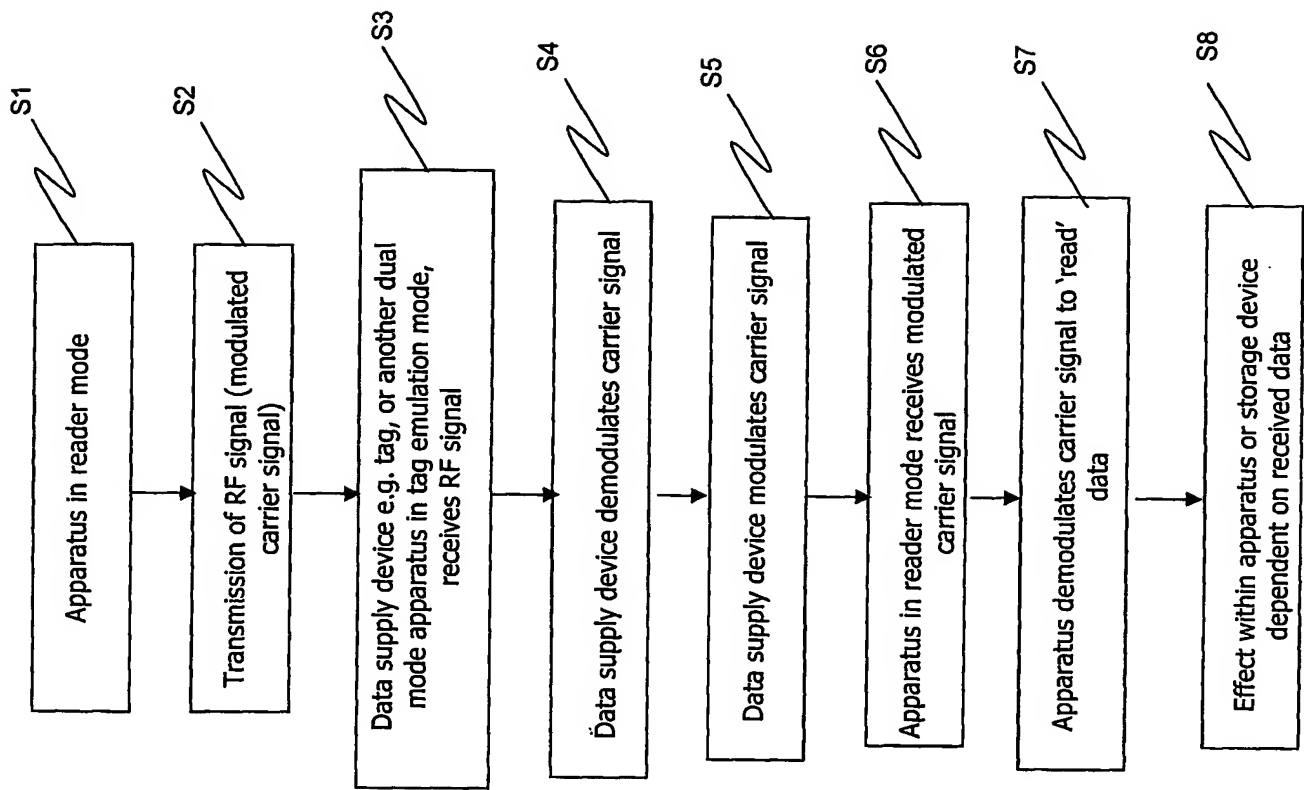 S1
Apparatus in reader mode
S2
Transmission of RF signal (modulated
carrier signal)
S3
Data supply device e.g. tag, or another dual
mode apparatus in tag emulation mode,
receives RF signal
S4
Data supply device demodulates carrier signal
S5
Data supply device modulates carrier signal
S6
Apparatus in reader mode receives modulated
carrier signal
S7
Apparatus demodulates carrier signal to 'read'
data
S8
Effect within apparatus or storage device
dependent on received data